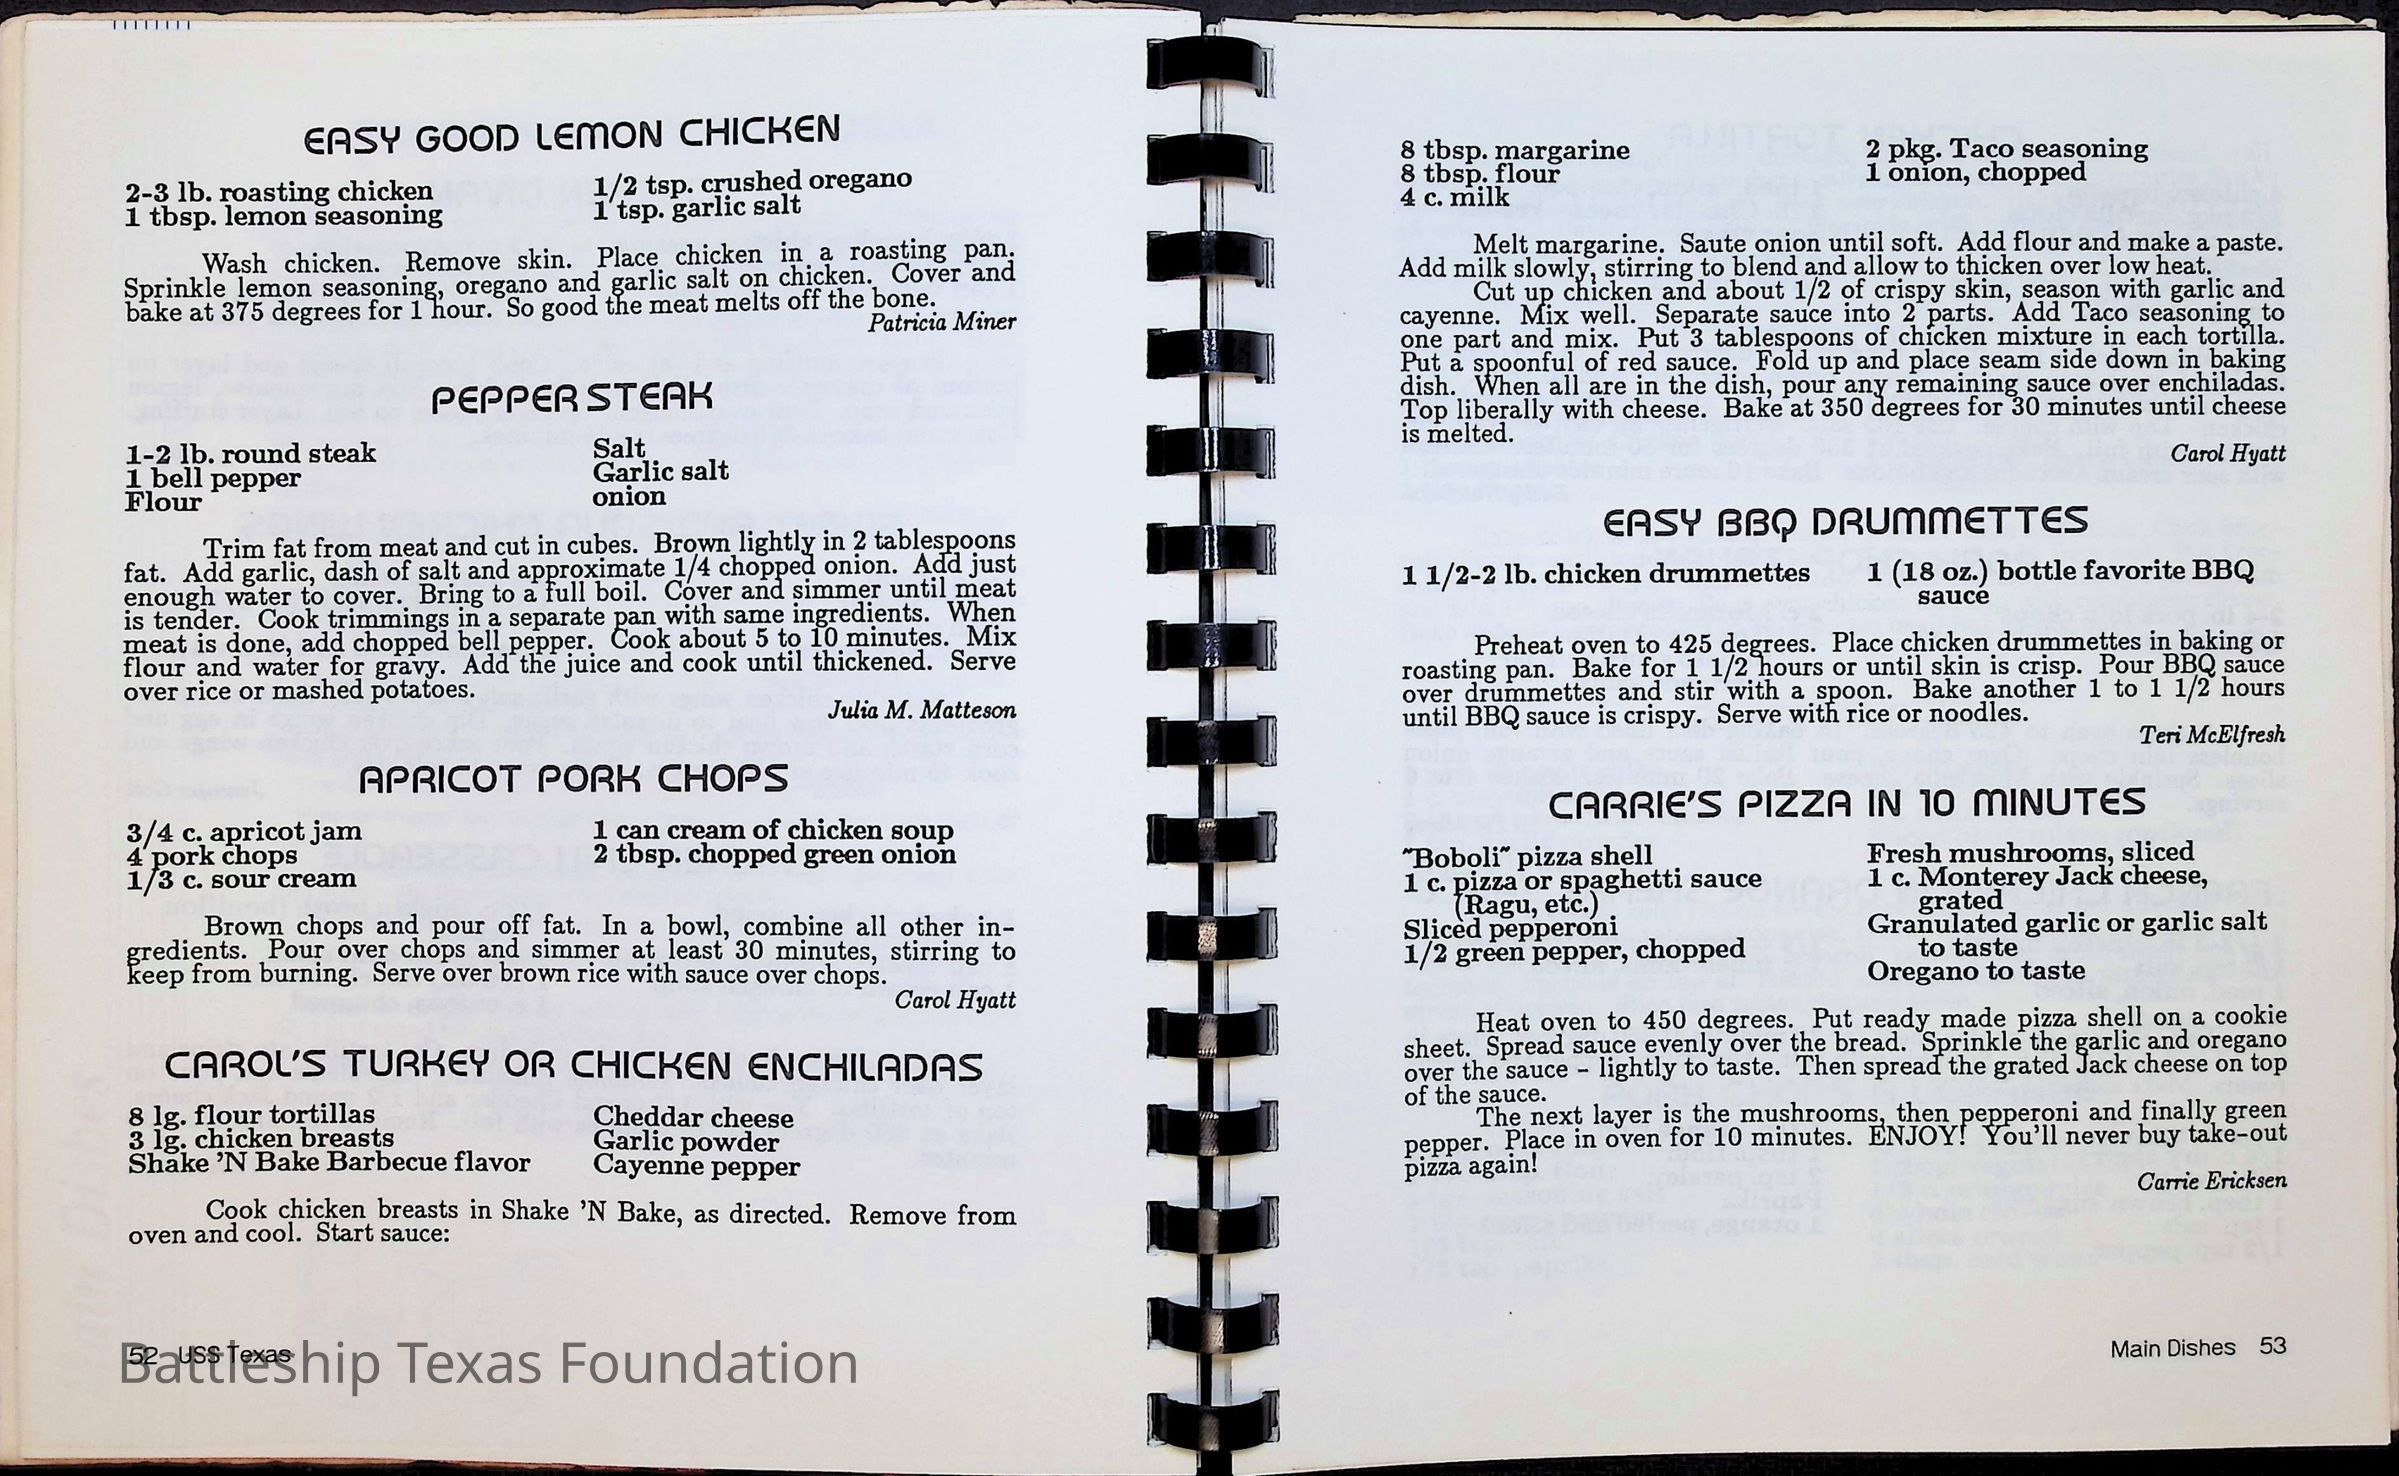 EASY GOOD LEMON CHICKEN
2-3 lb. roasting chicken
1 tbsp. lemon seasoning
1/2 tsp. crushed oregano
1 tsp. garlic salt
Wash chicken. Remove skin. Place chicken in a roasting pan.
Sprinkle lemon seasoning, oregano and garlic salt on chicken. Cover and
bake at 375 degrees for 1 hour. So good the meat melts off the bone.
Patricia Miner
PEPPER STEAK
1-2 lb. round steak
1 bell pepper
Flour
Salt
Garlic salt
onion
Trim fat from meat and cut in cubes. Brown lightly in 2 tablespoons
fat. Add garlic, dash of salt and approximate 1/4 chopped onion. Add just
enough water to cover. Bring to a full boil. Cover and simmer until meat
is tender. Cook trimmings in a separate pan with same ingredients. When
meat is done, add chopped bell pepper. Cook about 5 to 10 minutes. Mix
flour and water for gravy. Add the juice and cook until thickened. Serve
over rice or mashed potatoes.
Julia M. Matteson
APRICOT PORK CHOPS
3/4 c. apricot jam
4 pork chops
1/3 c. sour cream
1 can cream of chicken soup
2 tbsp. chopped green onion
Brown chops and pour off fat. In a bowl, combine all other in-
gredients. Pour over chops and simmer at least 30 minutes, stirring to
keep from burning. Serve over brown rice with sauce over chops.
Carol Hyatt
CAROL'S TURKEY OR CHICKEN ENCHILADAS
8 lg. flour tortillas
3 lg. chicken breasts
Shake 'N Bake Barbecue flavor
Cheddar cheese
Garlic powder
Cayenne pepper
Cook chicken breasts in Shake 'N Bake, as directed. Remove from
oven and cool. Start sauce:
52 USS Texas
Battleship Texas Foundation
8 tbsp. margarine
8 tbsp. flour
4 c. milk
2 pkg. Taco seasoning
1 onion, chopped
Melt margarine. Saute onion until soft. Add flour and make a paste.
Add milk slowly, stirring to blend and allow to thicken over low heat.
Cut up chicken and about 1/2 of crispy skin, season with garlic and
cayenne. Mix well. Separate sauce into 2 parts. Add Taco seasoning to
one part and mix. Put 3 tablespoons of chicken mixture in each tortilla.
Put a spoonful of red sauce. Fold up and place seam side down in baking
dish. When all are in the dish, pour any remaining sauce over enchiladas.
Top liberally with cheese. Bake at 350 degrees for 30 minutes until cheese
is melted.
Carol Hyatt
EASY BBQ DRUMMETTES
1 1/2-2 lb. chicken drummettes
1 (18 oz.) bottle favorite BBQ
sauce
Preheat oven to 425 degrees. Place chicken drummettes in baking or
roasting pan. Bake for 1 1/2 hours or until skin is crisp. Pour BBQ sauce
over drummettes and stir with a spoon. Bake another 1 to 1 1/2 hours
until BBQ sauce is crispy. Serve with rice or noodles.
Teri McElfresh
CARRIE'S PIZZA IN 10 MINUTES
"Boboli" pizza shell
1 c. pizza or spaghetti sauce
(Ragu, etc.)
Sliced pepperoni
1/2 green pepper, chopped
Fresh mushrooms, sliced
1 c. Monterey Jack cheese,
grated
Granulated garlic or garlic salt
to taste
Oregano to taste
Heat oven to 450 degrees. Put ready made pizza shell on a cookie
sheet. Spread sauce evenly over the bread. Sprinkle the garlic and oregano
over the sauce - lightly to taste. Then spread the grated Jack cheese on top
of the sauce.
The next layer is the mushrooms, then pepperoni and finally green
pepper. Place in oven for 10 minutes. ENJOY! You'll never buy take-out
pizza again!
Carrie Ericksen
Main Dishes 53